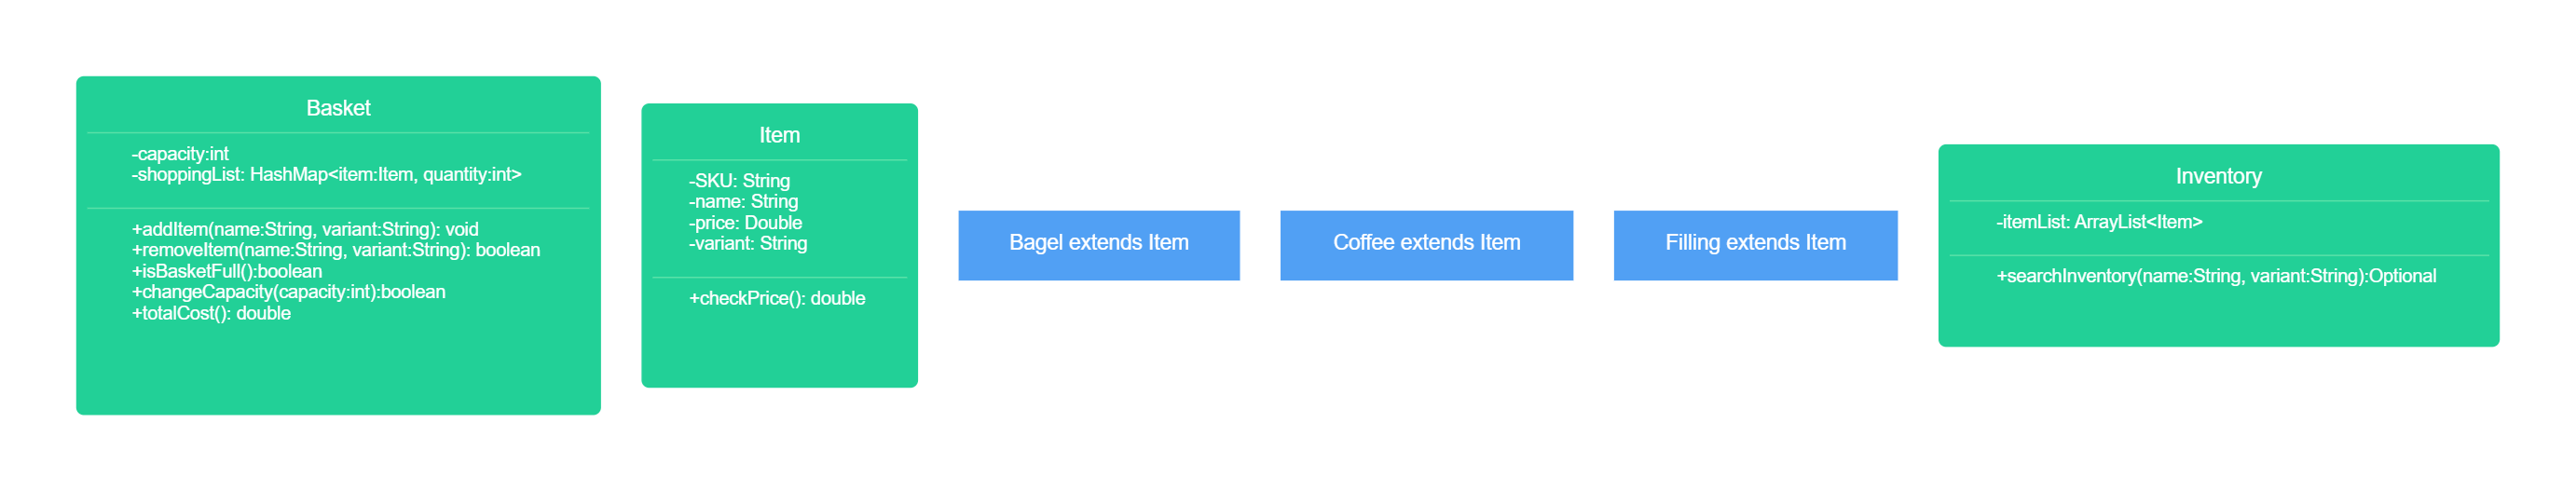 Basket
-capacity:int
-shoppingList: HashMap<item:Item, quantity:int>
+addItem(name:String, variant:String): void
+removeItem(name:String, variant:String): boolean
+isBasketFull():boolean
+changeCapacity(capacity:int):boolean
+totalCost(): double
Item
-SKU: String
-name: String
-price: Double
-variant: String
+checkPrice(): double
Bagel extends Item
Coffee extends Item
Filling extends Item
Inventory
-itemList: ArrayList<Item>
+searchInventory(name:String, variant:String):Optional